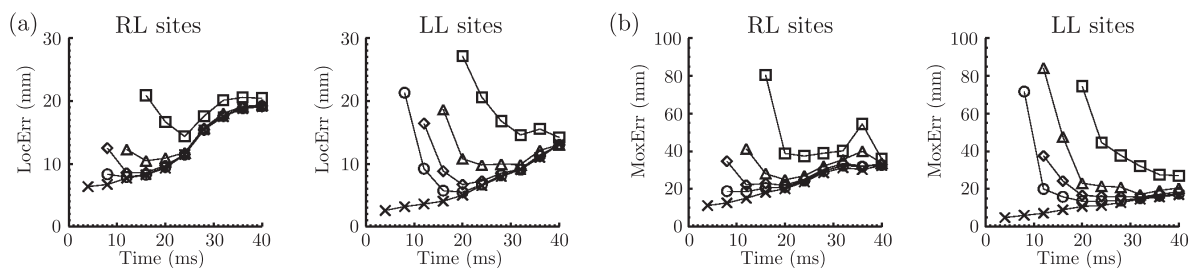 (a) RL sites LL sites (b) RL sites LL sites
30 30 100 100
80 80
20 20
60 60
LocErr (mm) LocErr (mm) MoxErr (mm) MoxErr (mm)
40 40
10 10
20 20
0 0 0 0
0 10 20 30 40 0 10 20 30 40 0 10 20 30 40 0 10 20 30 40
Time (ms) Time (ms) Time (ms) Time (ms)